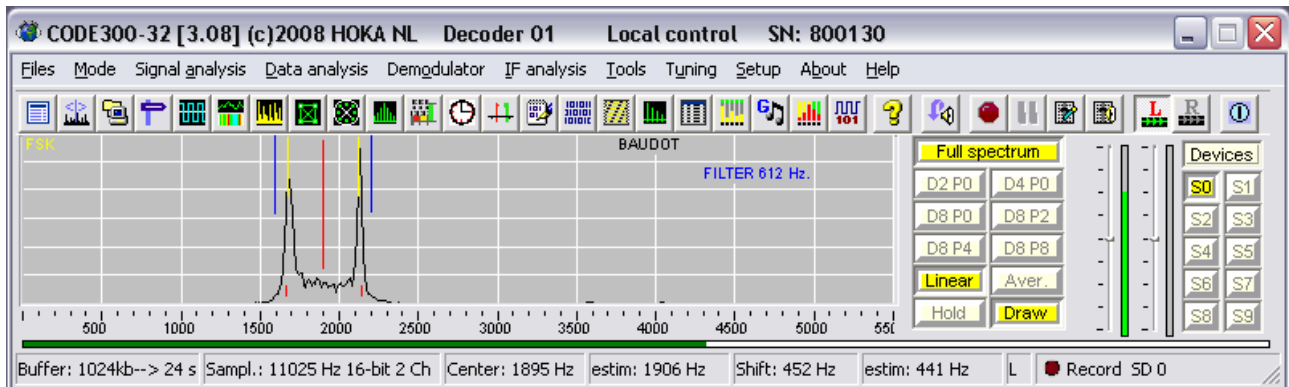 CODE300-32 [3.08] (c)2008 HOKA NL Decoder 01 Local control SN: 800130
Files Mode Signal analysis Data analysis Demodulator IF analysis Tools Tuning Setup About Help
101
L R
FSK BAUDOT
FILTER 612 Hz.
Full spectrum
D2 P0 D4 P0
D8 P0 D8 P2
D8 P4 D8 P8
Linear Aver.
Hold Draw
Devices
S0 S1
S2 S3
S4 S5
S6 S7
S8 S9
500 1000 1500 2000 2500 3000 3500 4000 4500 5000
Buffer: 1024kb--> 24 s Sampl.: 11025 Hz 16-bit 2 Ch Center: 1895 Hz estim: 1906 Hz Shift: 452 Hz estim: 441 Hz L Record SD 0